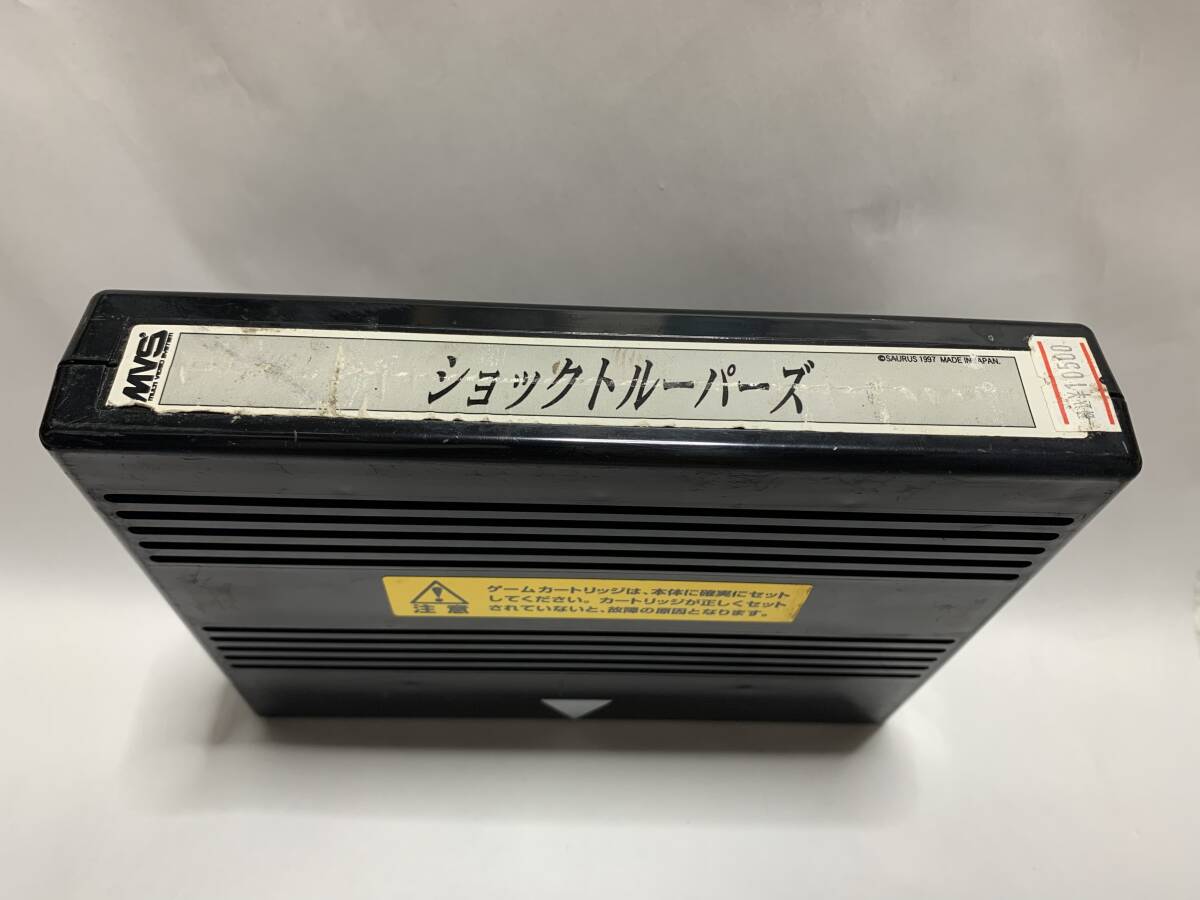 MVS
MULTI VIDEO SYSTEM
ショックトルーパーズ
©SAURUS 1997 MADE IN JAPAN.
¥10500
注意
ゲームカートリッジは、本体に確実にセット
してください。カートリッジが正しくセット
されていないと、故障の原因となります。